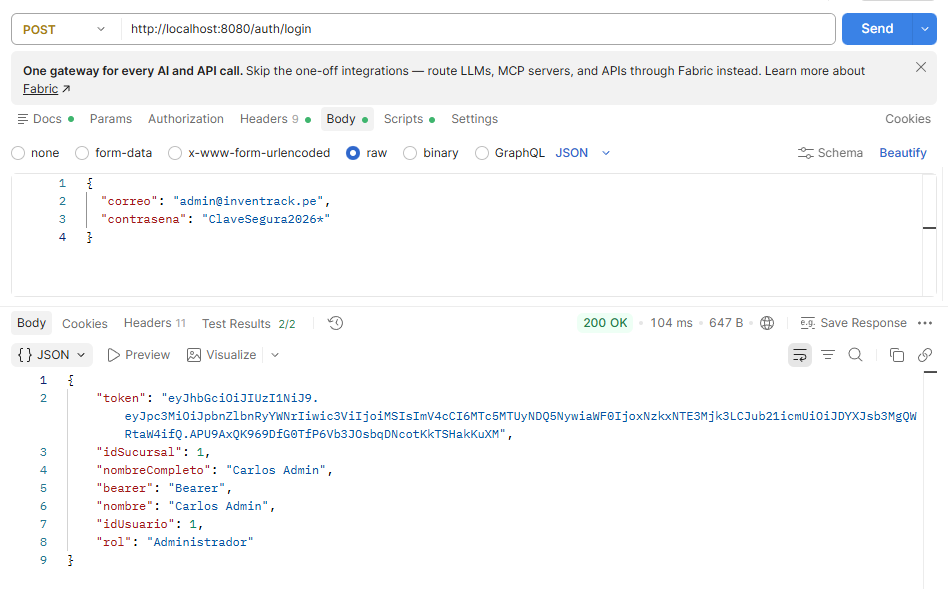 POST http://localhost:8080/auth/login Send
One gateway for every AI and API call. Skip the one-off integrations — route LLMs, MCP servers, and APIs through Fabric instead. Learn more about
Fabric ↗
Docs Params Authorization Headers 9 Body Scripts Settings Cookies
none form-data x-www-form-urlencoded raw binary GraphQL JSON Schema Beautify
1 {
2 "correo": "admin@inventrack.pe",
3 "contrasena": "ClaveSegura2026*"
4 }
Body Cookies Headers 11 Test Results 2/2 200 OK • 104 ms • 647 B • e.g. Save Response
{} JSON Preview Visualize
1 {
2 "token": "eyJhbGciOiJIUzI1NiJ9.
eyJpc3MiOiJpbnZlbnRyYWNrIiwic3ViIjoiMSIsImV4cCI6MTc5MTUyNDQ5NywiaWF0IjoxNzkxNTE3Mjk3LCJub21icmUiOiJDYXJsb3MgQW
RtaW4ifQ.APU9AxQK969DfG0TfP6Vb3JOsbqDNcotKkTSHakKuXM",
3 "idSucursal": 1,
4 "nombreCompleto": "Carlos Admin",
5 "bearer": "Bearer",
6 "nombre": "Carlos Admin",
7 "idUsuario": 1,
8 "rol": "Administrador"
9 }